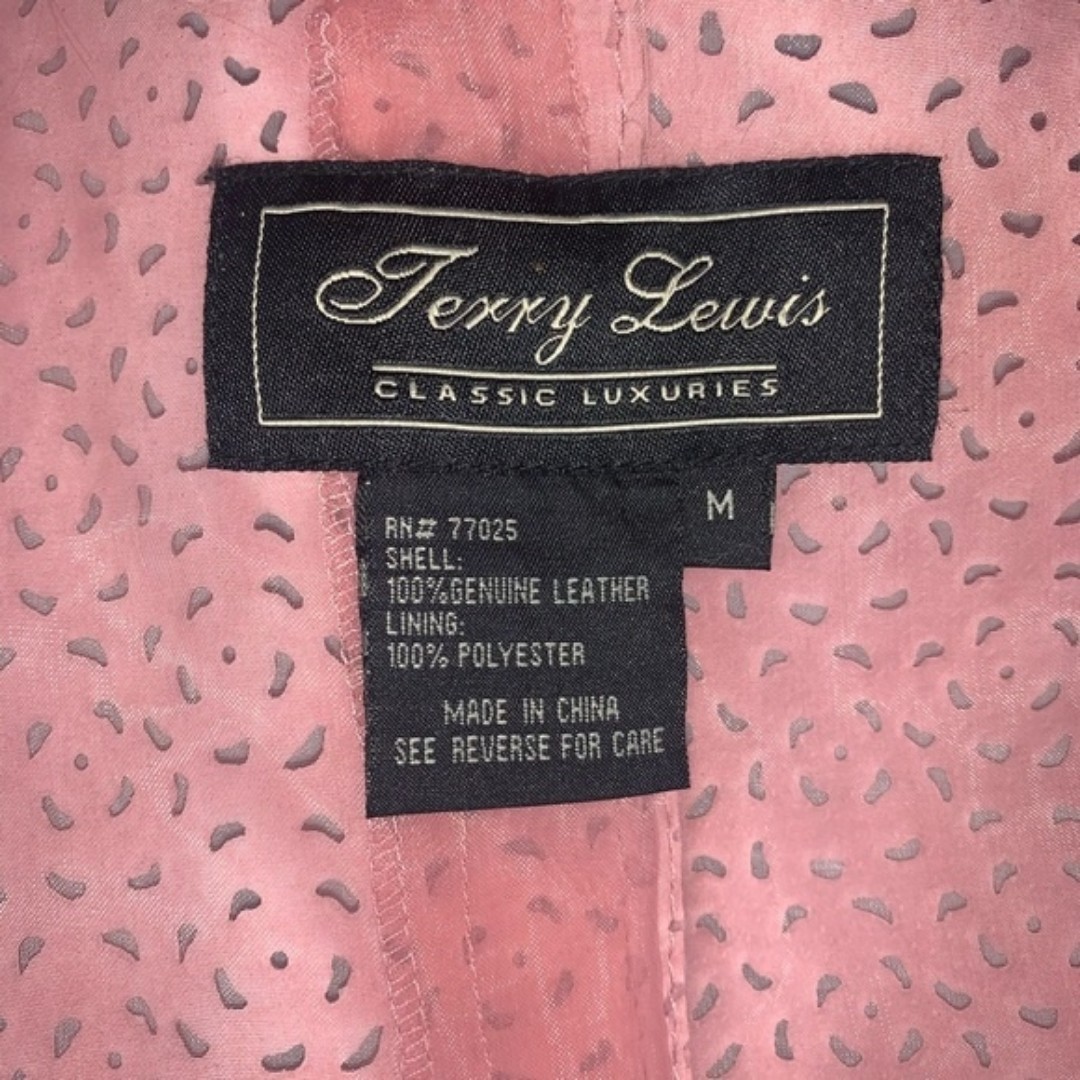 Terry Lewis
CLASSIC LUXURIES
M
RN# 77025
SHELL:
100%GENUINE LEATHER
LINING:
100% POLYESTER
MADE IN CHINA
SEE REVERSE FOR CARE